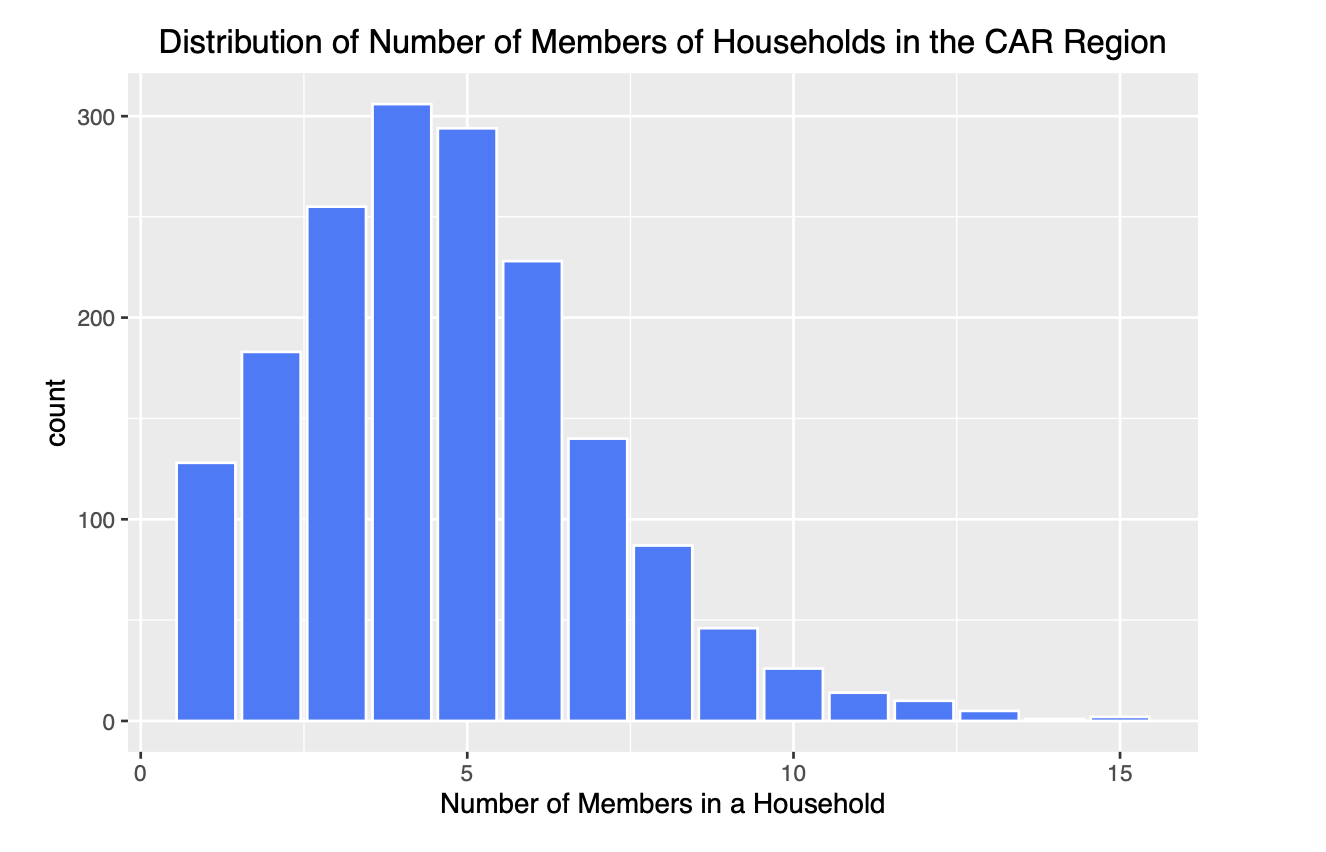 Distribution of Number of Members of Households in the CAR Region
300
200
100
0
count
0 5 10 15
Number of Members in a Household